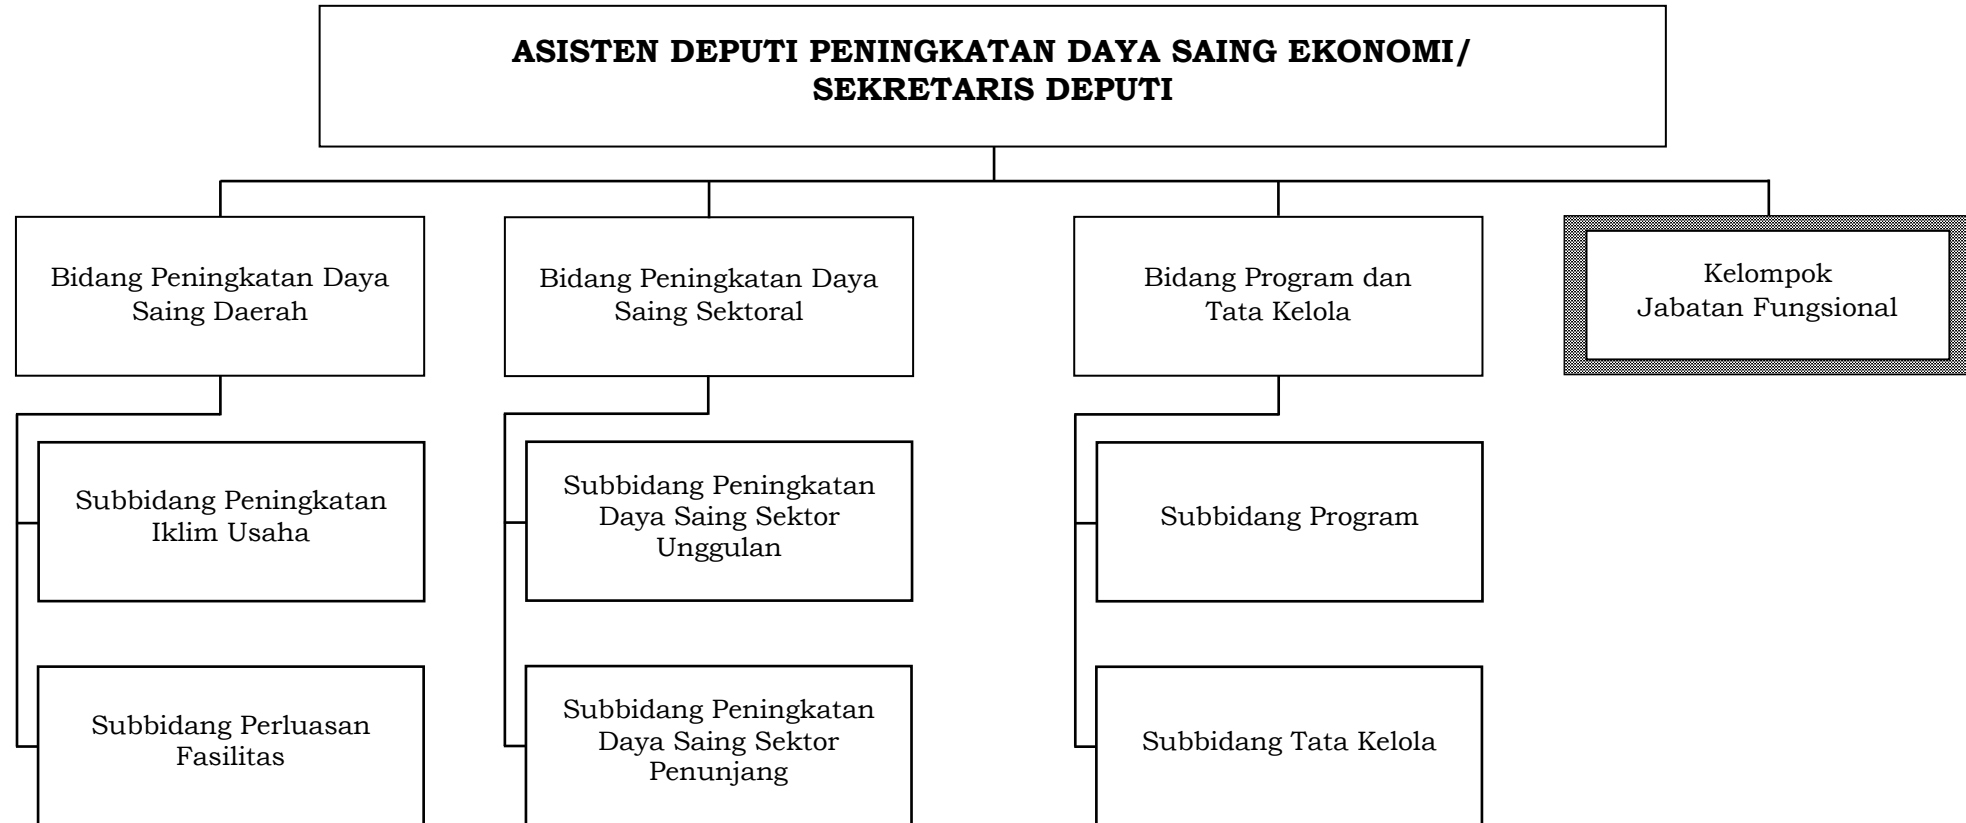 ASISTEN DEPUTI PENINGKATAN DAYA SAING EKONOMI/
SEKRETARIS DEPUTI
Bidang Peningkatan Daya
Saing Daerah
Bidang Peningkatan Daya
Saing Sektoral
Bidang Program dan
Tata Kelola
Kelompok
Jabatan Fungsional
Subbidang Peningkatan
Iklim Usaha
Subbidang Peningkatan
Daya Saing Sektor
Unggulan
Subbidang Program
Subbidang Perluasan
Fasilitas
Subbidang Peningkatan
Daya Saing Sektor
Penunjang
Subbidang Tata Kelola